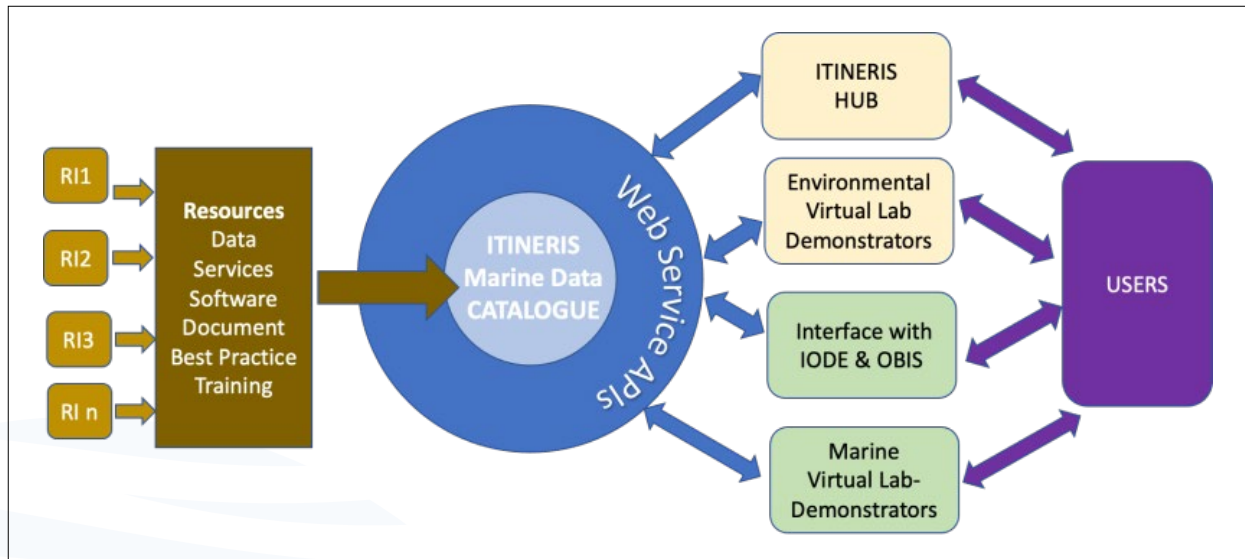 RI1
RI2
RI3
RI n
Resources
Data
Services
Software
Document
Best Practice
Training
ITINERIS
Marine Data
CATALOGUE
Web Service APIs
ITINERIS
HUB
Environmental
Virtual Lab
Demonstrators
Interface with
IODE & OBIS
Marine
Virtual Lab-
Demonstrators
USERS